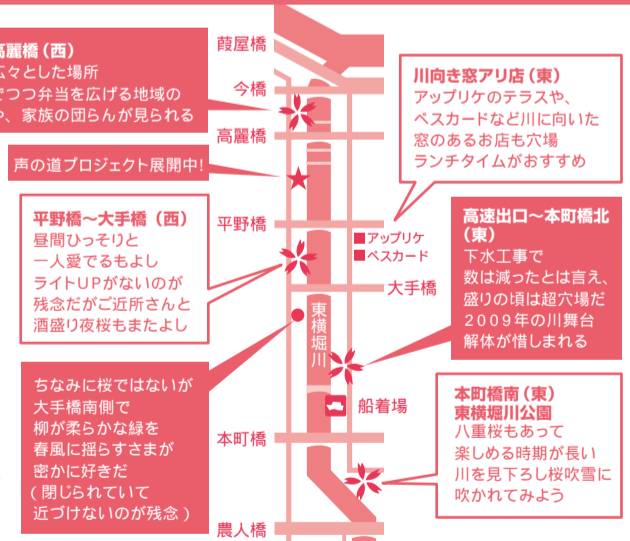 高麗橋（西）
広々とした場所
でつつ弁当を広げる地域の
や、家族の団らんが見られる
声の道プロジェクト展開中!
平野橋〜大手橋（西）
昼間ひっそりと
一人愛でるもよし
ライトUPがないのが
残念だがご近所さんと
酒盛り夜桜もまたよし
ちなみに桜ではないが
大手橋南側で
柳が柔らかな緑を
春風に揺らすさまが
密かに好きだ
(閉じられていて
近づけないのが残念)
葭屋橋
今橋
高麗橋
平野橋
アップリケ
ベスカード
大手橋
東横堀川
船着場
本町橋
農人橋
川向き窓アリ店（東）
アップリケのテラスや、
ベスカードなど川に向いた
窓のあるお店も穴場
ランチタイムがおすすめ
高速出口〜本町橋北
（東）
下水工事で
数は減ったとは言え、
盛りの頃は超穴場だ
2009年の川舞台
解体が惜しまれる
本町橋南（東）
東横堀川公園
八重桜もあって
楽しめる時期が長い
川を見下ろし桜吹雪に
吹かれてみよう